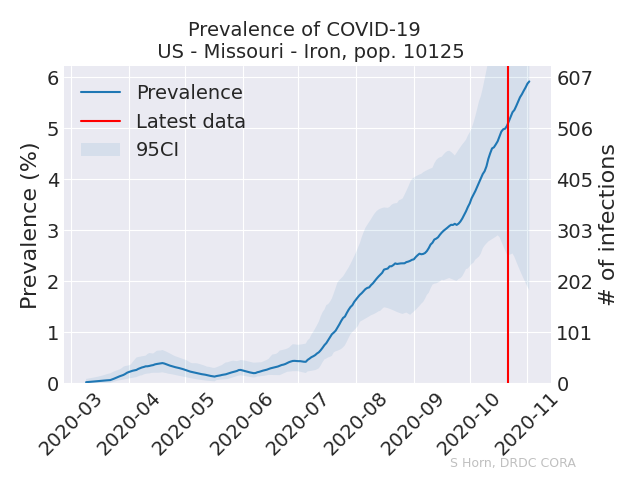 Prevalence of COVID-19
US - Missouri - Iron, pop. 10125
Prevalence
Latest data
95CI
Prevalence (%)
6
5
4
3
2
1
0
607
506
405
303
202
101
0
# of infections
2020-03
2020-04
2020-05
2020-06
2020-07
2020-08
2020-09
2020-10
2020-11
S Horn, DRDC CORA